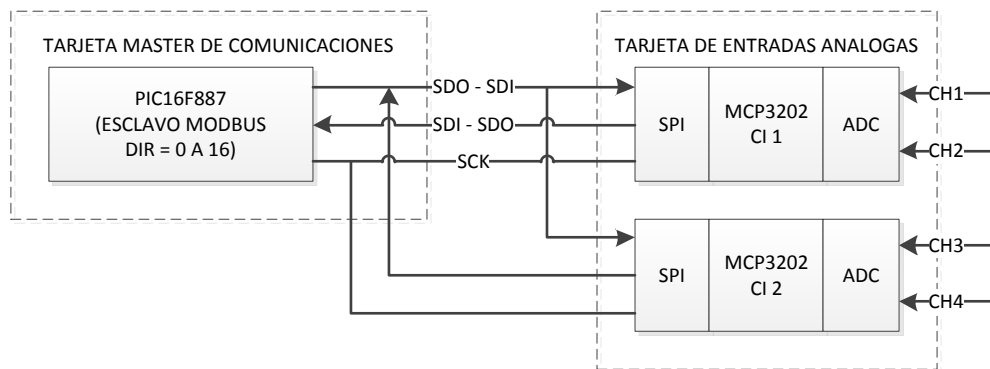 TARJETA MASTER DE COMUNICACIONES
PIC16F887
(ESCLAVO MODBUS
DIR = 0 A 16)
SDO - SDI
SDI - SDO
SCK
TARJETA DE ENTRADAS ANALOGAS
SPI
MCP3202
CI 1
ADC
CH1
CH2
SPI
MCP3202
CI 2
ADC
CH3
CH4